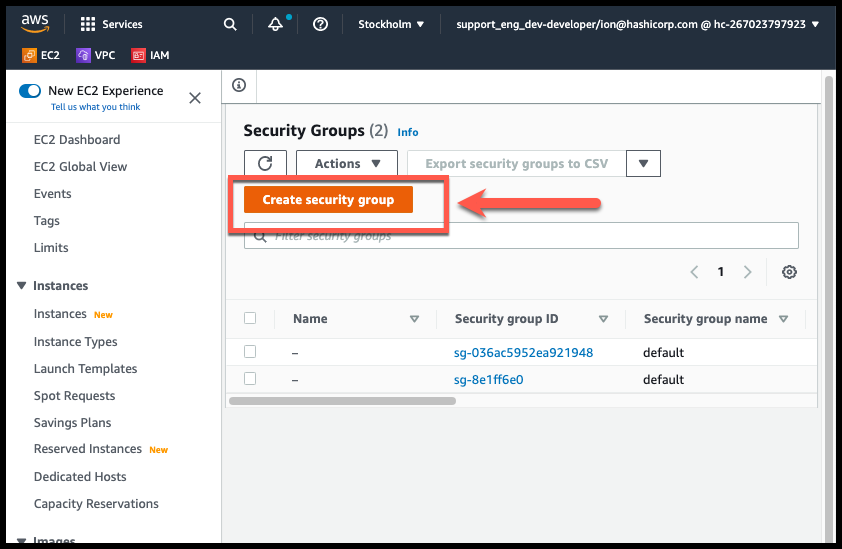 aws Services Stockholm ▼ support_eng_dev-developer/ion@hashicorp.com @ hc-267023797923 ▼
EC2 VPC IAM
New EC2 Experience
Tell us what you think
EC2 Dashboard
EC2 Global View
Events
Tags
Limits
▼ Instances
Instances New
Instance Types
Launch Templates
Spot Requests
Savings Plans
Reserved Instances New
Dedicated Hosts
Capacity Reservations
▼ Images
Security Groups (2) Info
Actions ▼ Export security groups to CSV ▼
Create security group
Filter security groups
1
Name Security group ID Security group name
– sg-036ac5952ea921948 default
– sg-8e1ff6e0 default